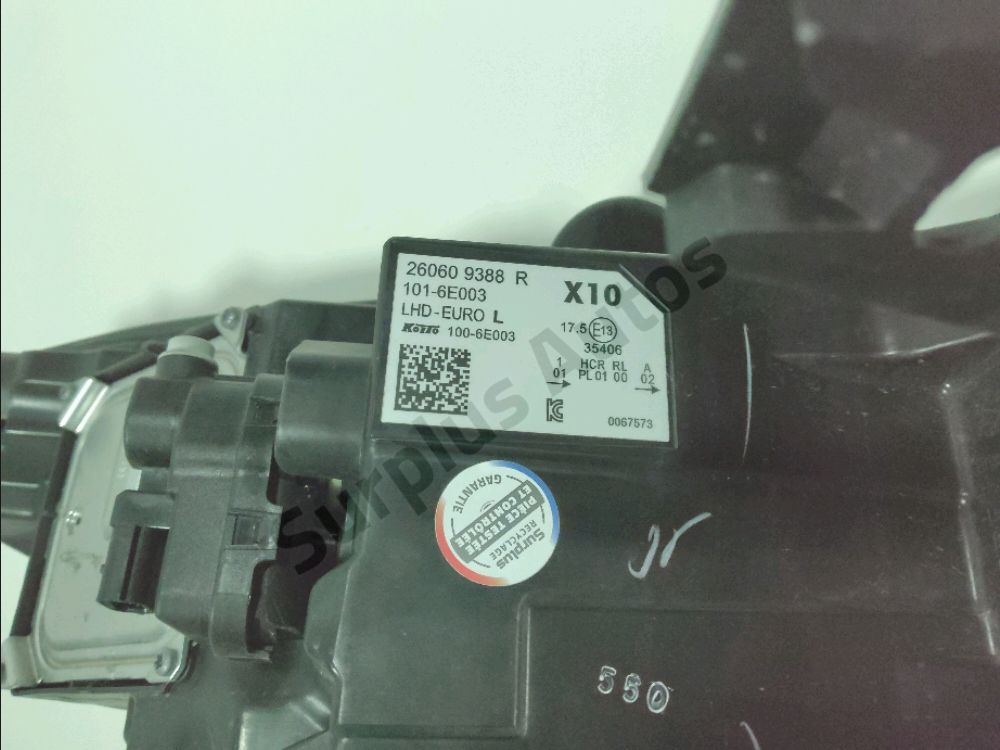 26060 9388 R
X10
101-6E003
LHD-EURO L
KOITO 100-6E003
17.5 E13
35406
1 HCR RL A
01 PL 01 00 02
0067573
GARANTIE
PIÈCE TESTÉE
ET CONTRÔLÉE
Surplus
RECYCLAGE
Surplus Autos
550